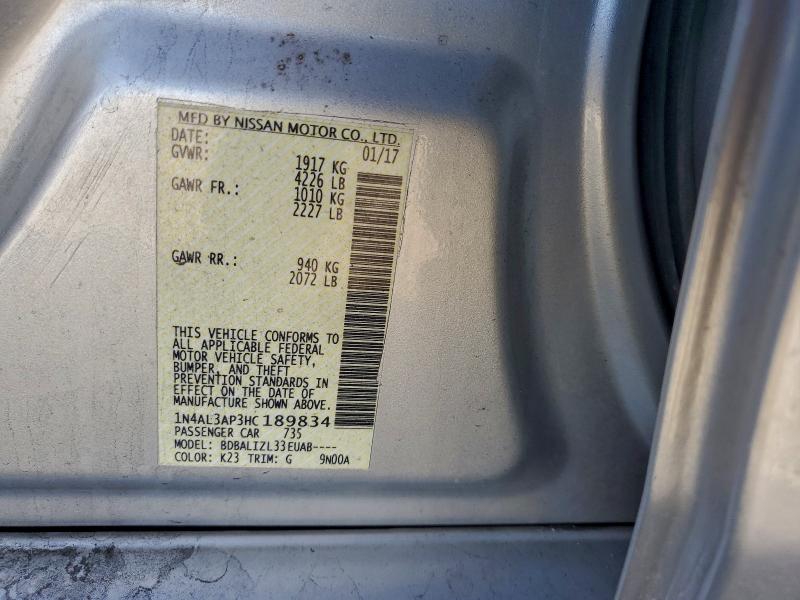 MFD BY NISSAN MOTOR CO., LTD.
DATE: 01/17
GVWR: 1917 KG
4226 LB
GAWR FR.: 1010 KG
2227 LB
GAWR RR.: 940 KG
2072 LB
THIS VEHICLE CONFORMS TO
ALL APPLICABLE FEDERAL
MOTOR VEHICLE SAFETY,
BUMPER, AND THEFT
PREVENTION STANDARDS IN
EFFECT ON THE DATE OF
MANUFACTURE SHOWN ABOVE.
1N4AL3AP3HC189834
PASSENGER CAR 735
MODEL: BDBALIZL33EUAB----
COLOR: K23 TRIM: G 9N00A